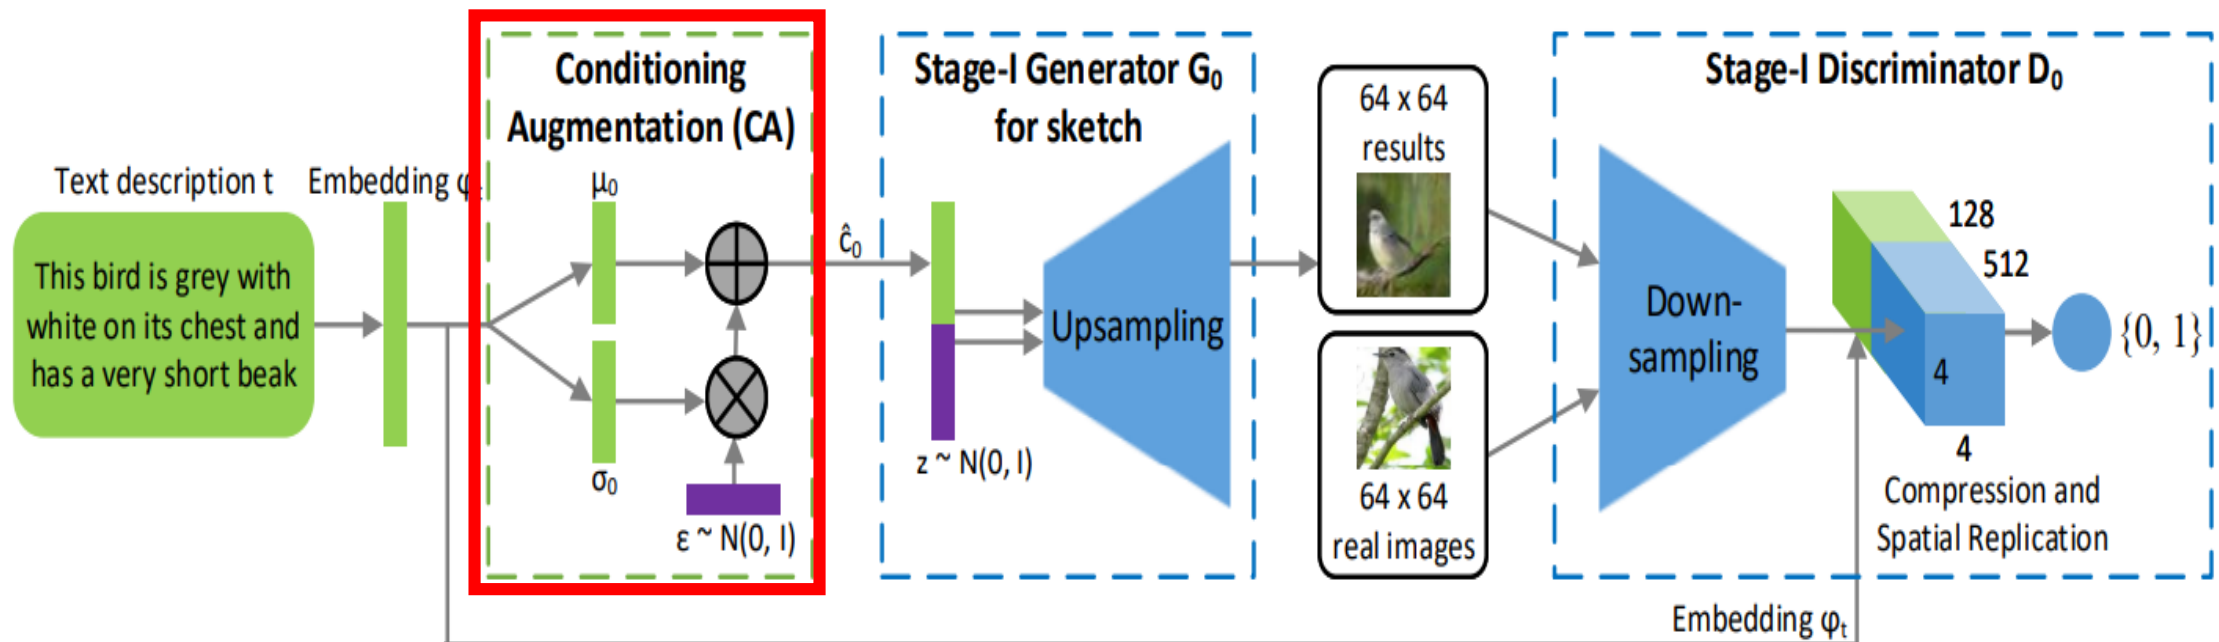 Conditioning
Augmentation (CA)
Stage-I Generator G₀
for sketch
Stage-I Discriminator D₀
Text description t
Embedding φ
This bird is grey with
white on its chest and
has a very short beak
μ₀
σ₀
ε ~ N(0, I)
ĉ₀
z ~ N(0, I)
Upsampling
64 x 64
results
64 x 64
real images
Down-
sampling
128
512
4
4
{0, 1}
Compression and
Spatial Replication
Embedding φₜ